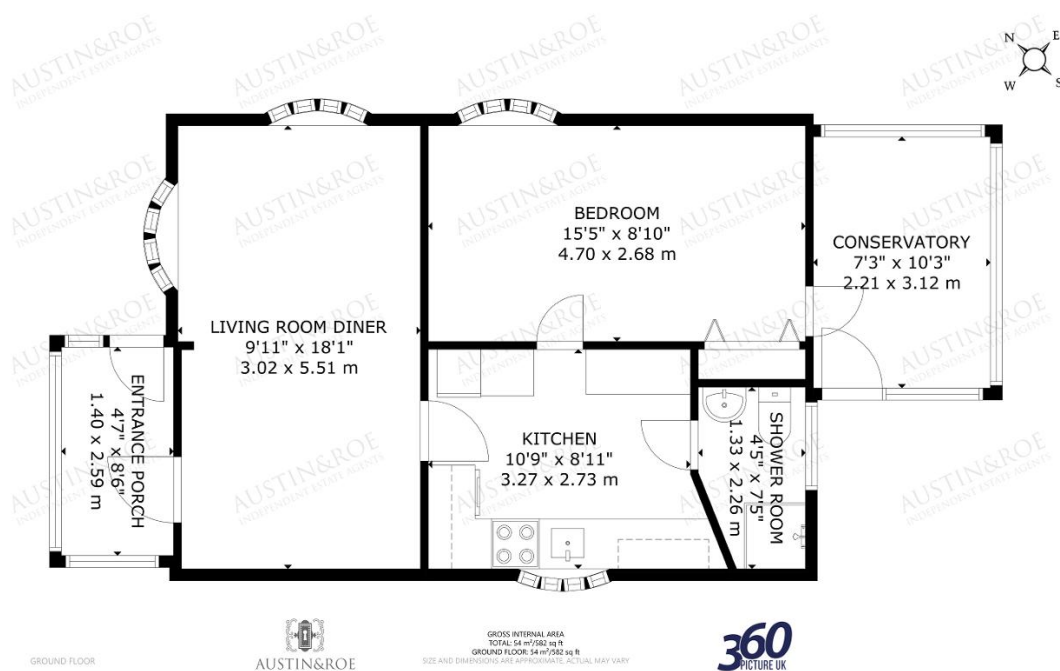 N
E
W
S
BEDROOM
15'5" x 8'10"
4.70 x 2.68 m
CONSERVATORY
7'3" x 10'3"
2.21 x 3.12 m
LIVING ROOM DINER
9'11" x 18'1"
3.02 x 5.51 m
ENTRANCE PORCH
4'7" x 8'6"
1.40 x 2.59 m
KITCHEN
10'9" x 8'11"
3.27 x 2.73 m
SHOWER ROOM
4'5" x 7'5"
1.33 x 2.26 m
GROUND FLOOR
AUSTIN&ROE
GROSS INTERNAL AREA
TOTAL: 54 m²/582 sq ft
GROUND FLOOR: 54 m²/582 sq ft
SIZE AND DIMENSIONS ARE APPROXIMATE, ACTUAL MAY VARY
360
PICTURE UK
AUSTIN&ROE
INDEPENDENT ESTATE AGENTS